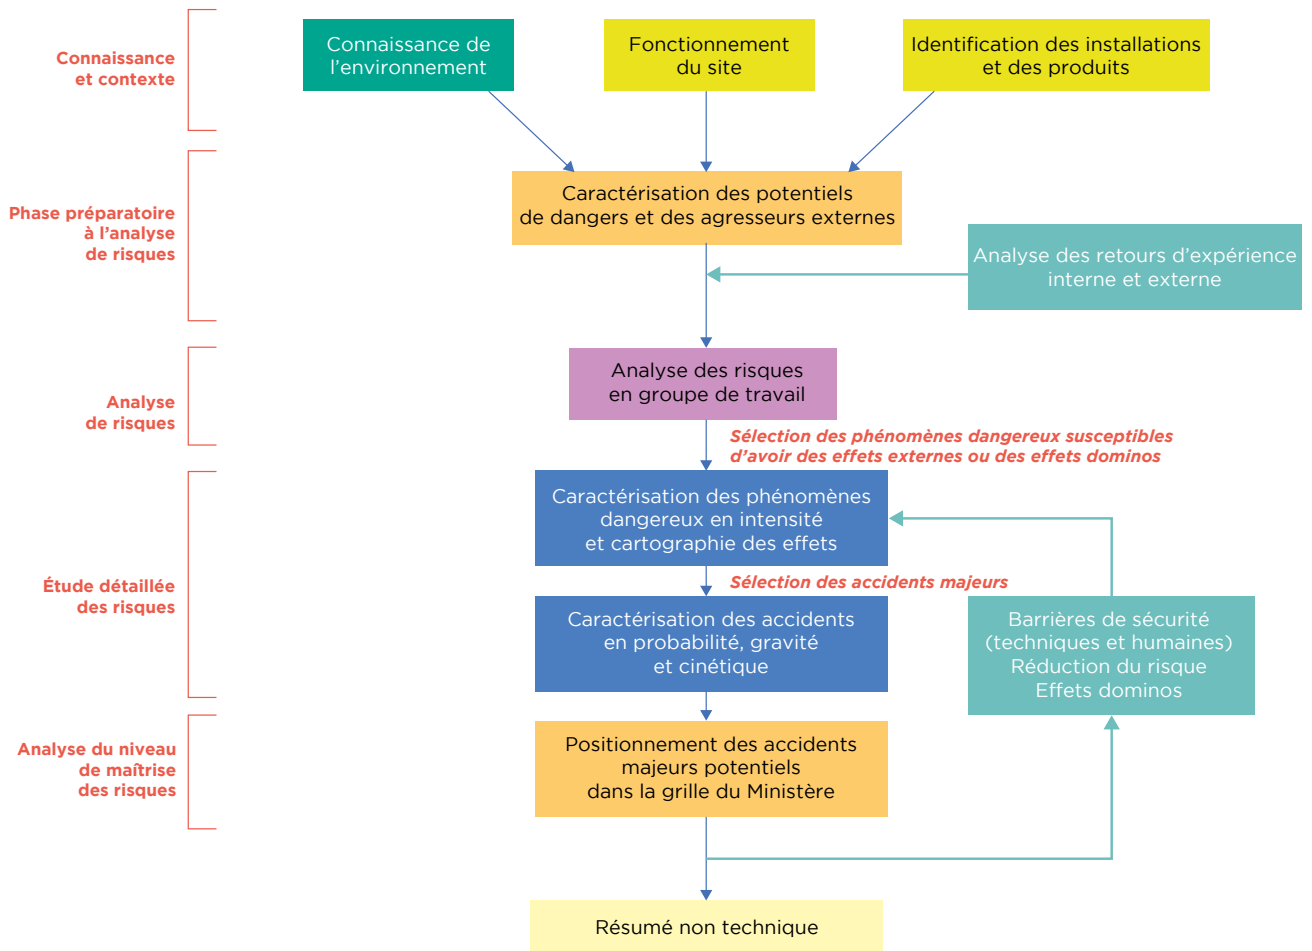 Connaissance
et contexte
Connaissance de
l’environnement
Fonctionnement
du site
Identification des installations
et des produits
Phase préparatoire
à l’analyse
de risques
Caractérisation des potentiels
de dangers et des agresseurs externes
Analyse des retours d’expérience
interne et externe
Analyse
de risques
Analyse des risques
en groupe de travail
Sélection des phénomènes dangereux susceptibles
d’avoir des effets externes ou des effets dominos
Étude détaillée
des risques
Caractérisation des phénomènes
dangereux en intensité
et cartographie des effets
Sélection des accidents majeurs
Caractérisation des accidents
en probabilité, gravité
et cinétique
Barrières de sécurité
(techniques et humaines)
Réduction du risque
Effets dominos
Analyse du niveau
de maîtrise
des risques
Positionnement des accidents
majeurs potentiels
dans la grille du Ministère
Résumé non technique